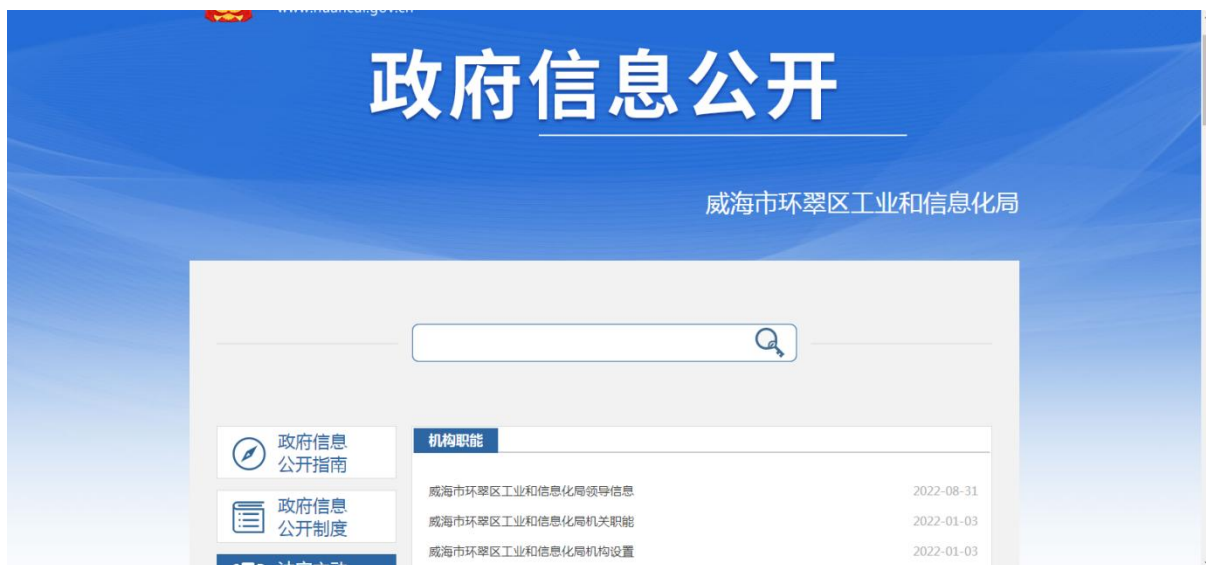 政府信息公开
威海市环翠区工业和信息化局
政府信息
公开指南
政府信息
公开制度
机构职能
威海市环翠区工业和信息化局领导信息 2022-08-31
威海市环翠区工业和信息化局机关职能 2022-01-03
威海市环翠区工业和信息化局机构设置 2022-01-03